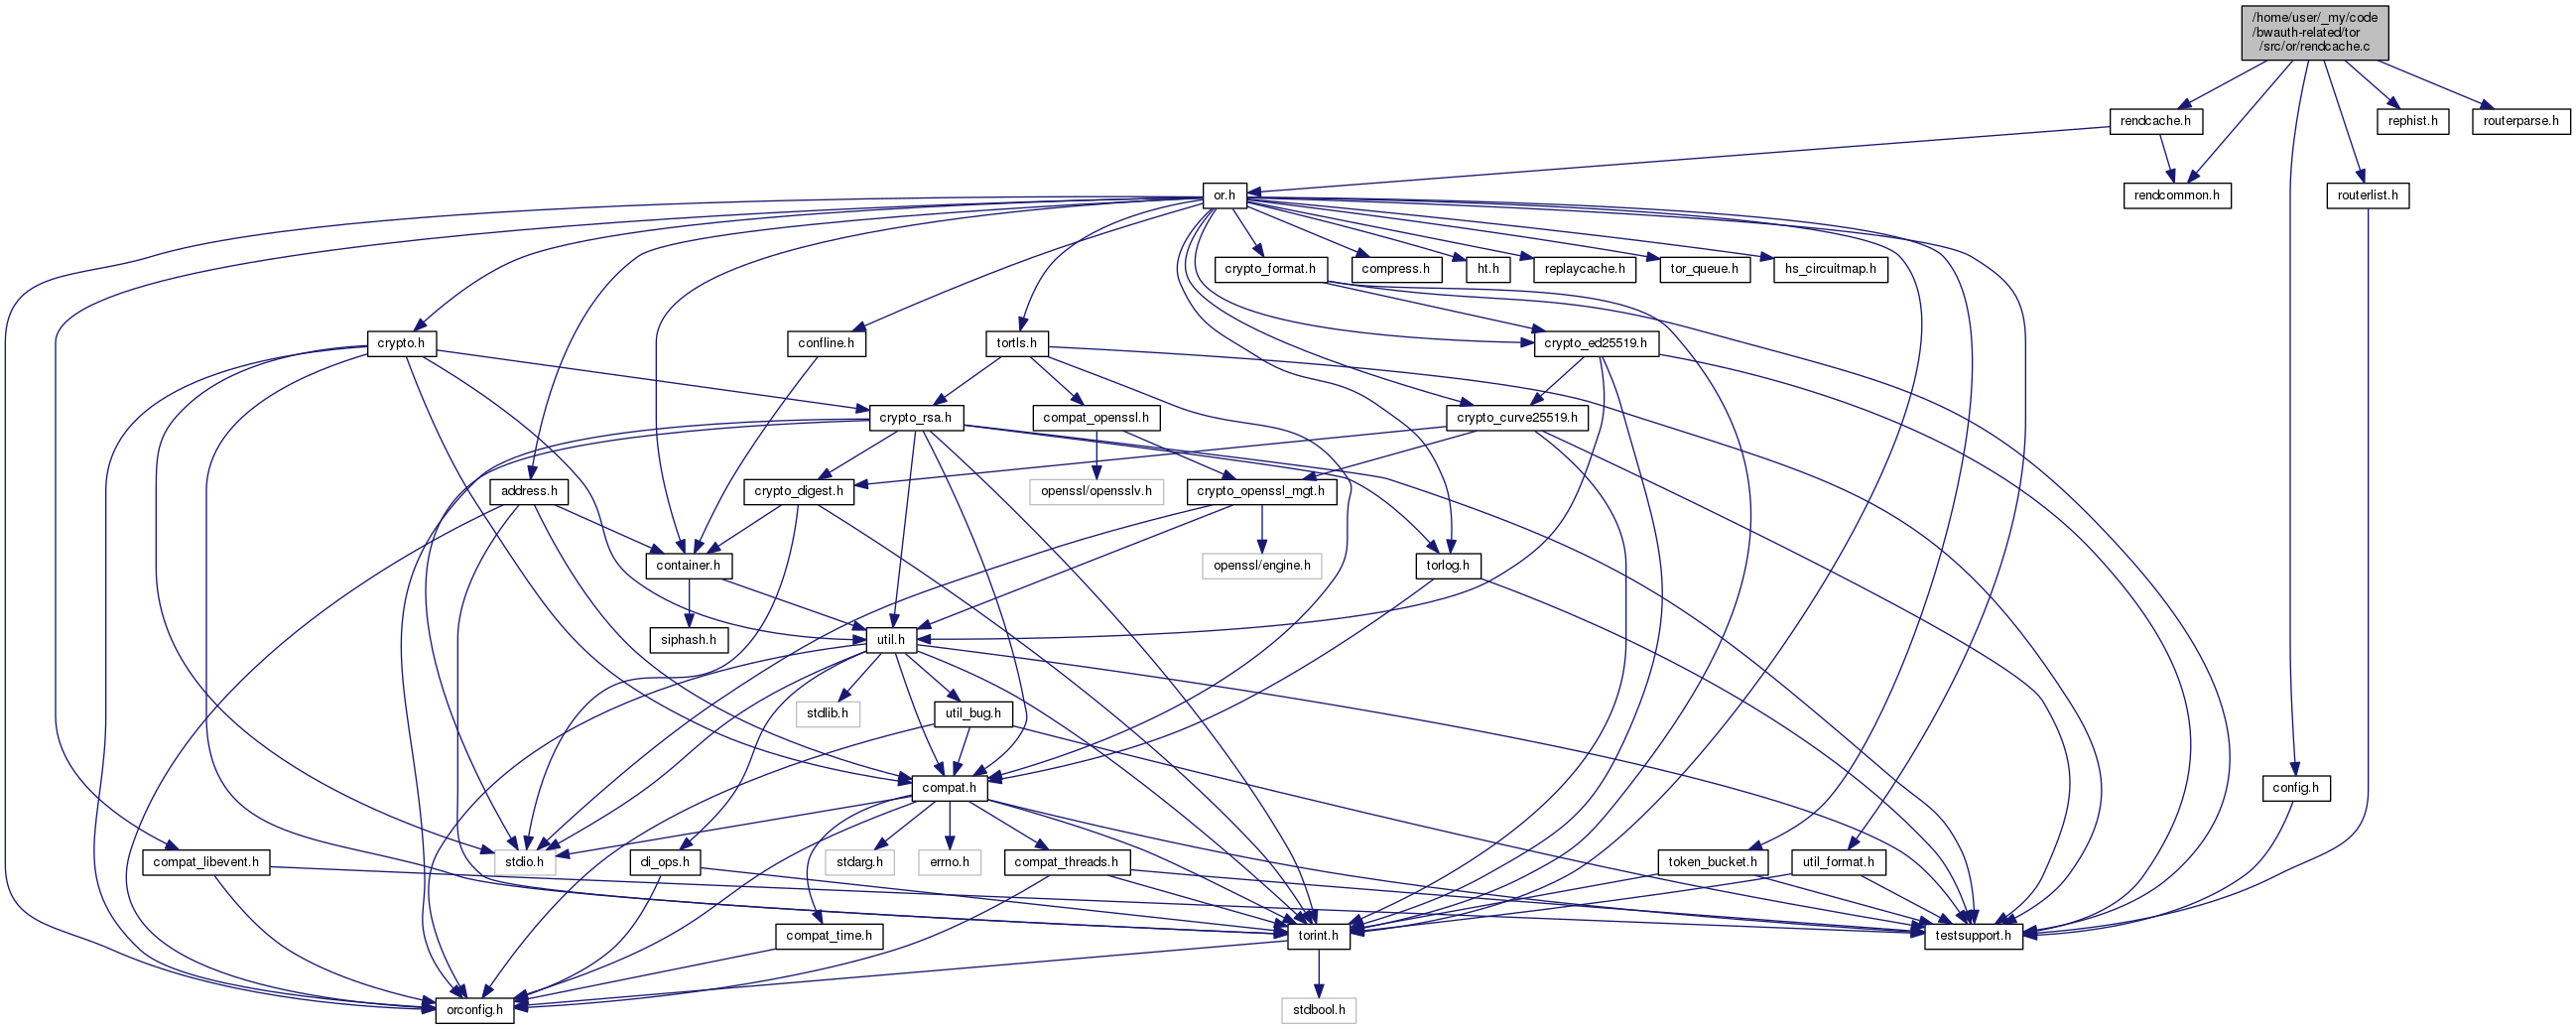 /home/user/_my/code
/bwauth-related/tor
/src/or/rendcache.c
rendcache.h
rephist.h
routerparse.h
or.h
rendcommon.h
routerlist.h
crypto_format.h
compress.h
ht.h
replaycache.h
tor_queue.h
hs_circuitmap.h
crypto.h
confline.h
tortls.h
crypto_ed25519.h
crypto_rsa.h
compat_openssl.h
crypto_curve25519.h
address.h
crypto_digest.h
openssl/opensslv.h
crypto_openssl_mgt.h
container.h
openssl/engine.h
torlog.h
siphash.h
util.h
stdlib.h
util_bug.h
compat.h
config.h
compat_libevent.h
stdio.h
di_ops.h
stdarg.h
errno.h
compat_threads.h
token_bucket.h
util_format.h
compat_time.h
torint.h
testsupport.h
orconfig.h
stdbool.h